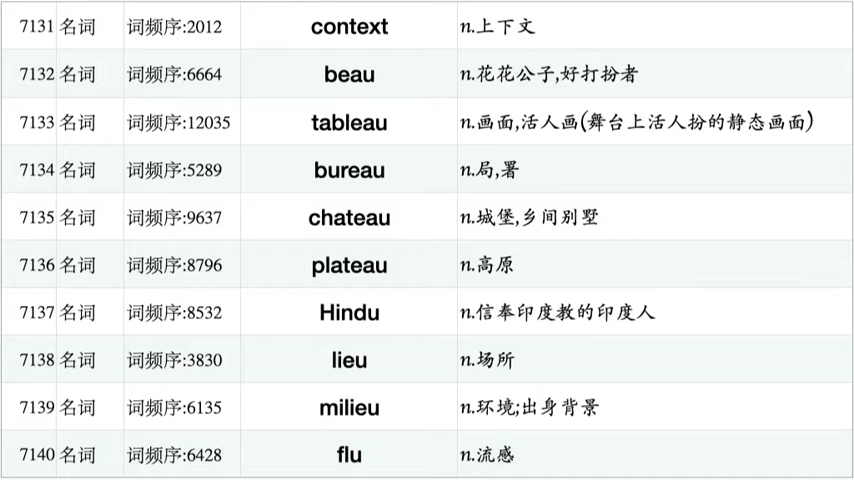 7131 名词 词频序:2012 context n.上下文
7132 名词 词频序:6664 beau n.花花公子,好打扮者
7133 名词 词频序:12035 tableau n.画面,活人画(舞台上活人扮的静态画面)
7134 名词 词频序:5289 bureau n.局,署
7135 名词 词频序:9637 chateau n.城堡,乡间别墅
7136 名词 词频序:8796 plateau n.高原
7137 名词 词频序:8532 Hindu n.信奉印度教的印度人
7138 名词 词频序:3830 lieu n.场所
7139 名词 词频序:6135 milieu n.环境;出身背景
7140 名词 词频序:6428 flu n.流感